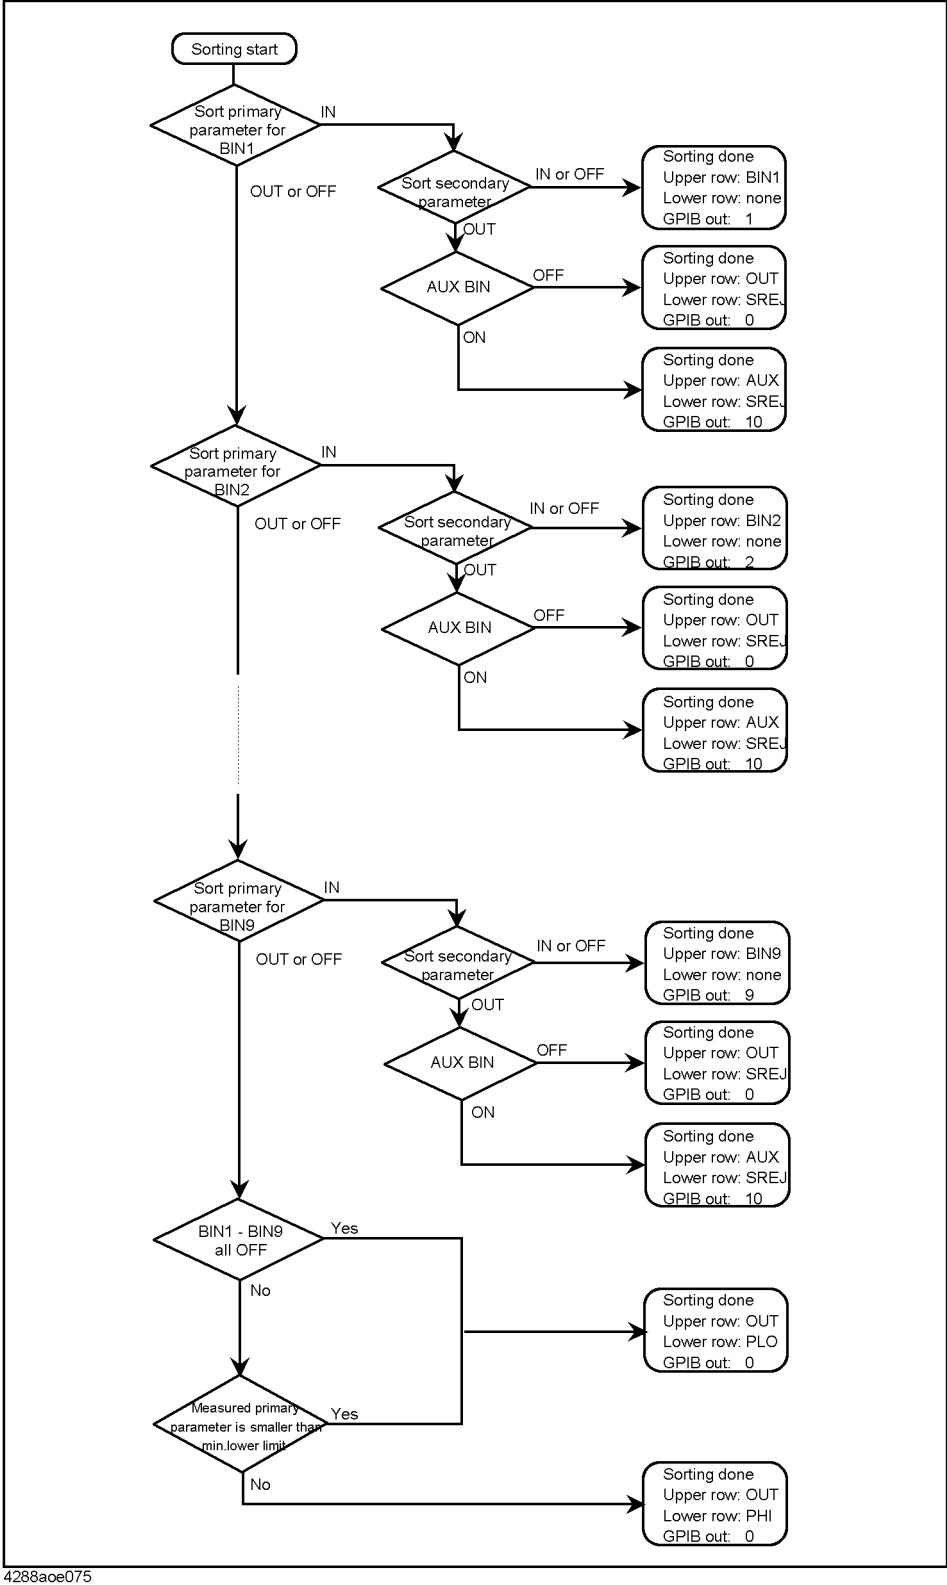 Sorting start
Sort primary
parameter for
BIN1
IN
OUT or OFF
Sort secondary
parameter
IN or OFF
OUT
Sorting done
Upper row: BIN1
Lower row: none
GPIB out: 1
AUX BIN
OFF
ON
Sorting done
Upper row: OUT
Lower row: SREJ
GPIB out: 0
Sorting done
Upper row: AUX
Lower row: SREJ
GPIB out: 10
Sort primary
parameter for
BIN2
IN
OUT or OFF
Sort secondary
parameter
IN or OFF
OUT
Sorting done
Upper row: BIN2
Lower row: none
GPIB out: 2
AUX BIN
OFF
ON
Sorting done
Upper row: OUT
Lower row: SREJ
GPIB out: 0
Sorting done
Upper row: AUX
Lower row: SREJ
GPIB out: 10
Sort primary
parameter for
BIN9
IN
OUT or OFF
Sort secondary
parameter
IN or OFF
OUT
Sorting done
Upper row: BIN9
Lower row: none
GPIB out: 9
AUX BIN
OFF
ON
Sorting done
Upper row: OUT
Lower row: SREJ
GPIB out: 0
Sorting done
Upper row: AUX
Lower row: SREJ
GPIB out: 10
BIN1 - BIN9
all OFF
Yes
No
Sorting done
Upper row: OUT
Lower row: PLO
GPIB out: 0
Measured primary
parameter is smaller than
min.lower limit
Yes
No
Sorting done
Upper row: OUT
Lower row: PHI
GPIB out: 0
4288aoe075